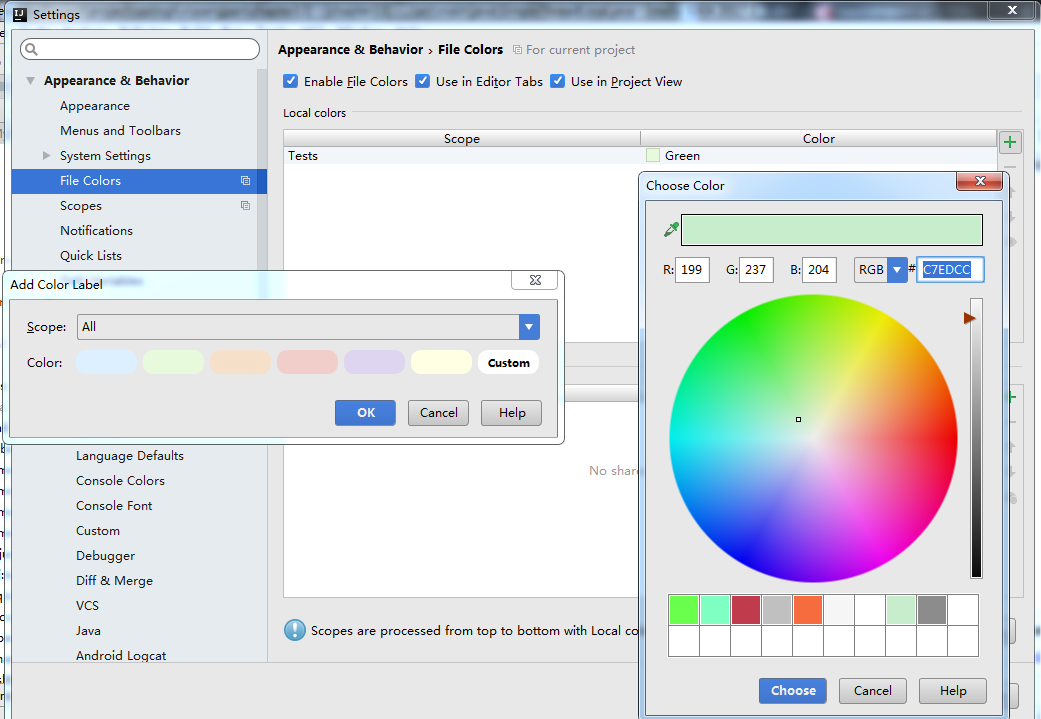 Settings
Appearance & Behavior
Appearance
Menus and Toolbars
System Settings
File Colors
Scopes
Notifications
Quick Lists
Appearance & Behavior › File Colors For current project
Enable File Colors Use in Editor Tabs Use in Project View
Local colors
Scope Color
Tests Green
Add Color Label
Scope: All
Color: Custom
OK Cancel Help
Language Defaults
Console Colors
Console Font
Custom
Debugger
Diff & Merge
VCS
Java
Android Logcat
No share
Scopes are processed from top to bottom with Local co
Choose Color
R: 199 G: 237 B: 204 RGB # C7EDCC
Choose Cancel Help